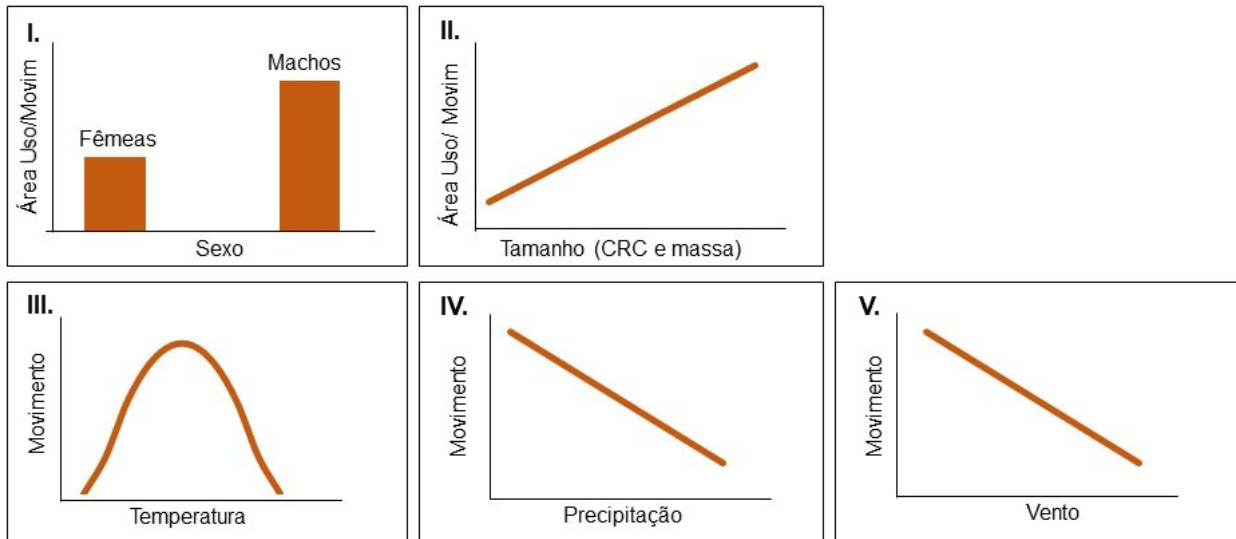 I.
Área Uso/Movim
Fêmeas
Machos
Sexo
II.
Área Uso/ Movim
Tamanho (CRC e massa)
III.
Movimento
Temperatura
IV.
Movimento
Precipitação
V.
Movimento
Vento